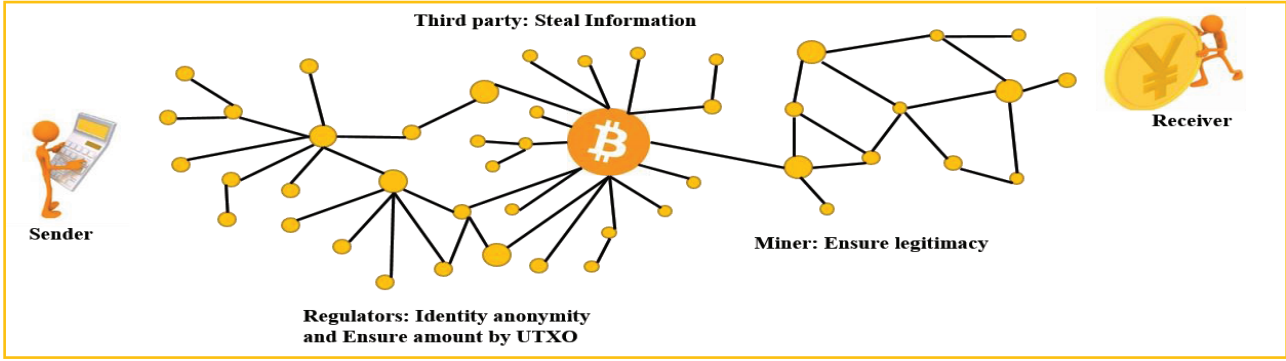 Third party: Steal Information
Receiver
Sender
Miner: Ensure legitimacy
Regulators: Identity anonymity
and Ensure amount by UTXO